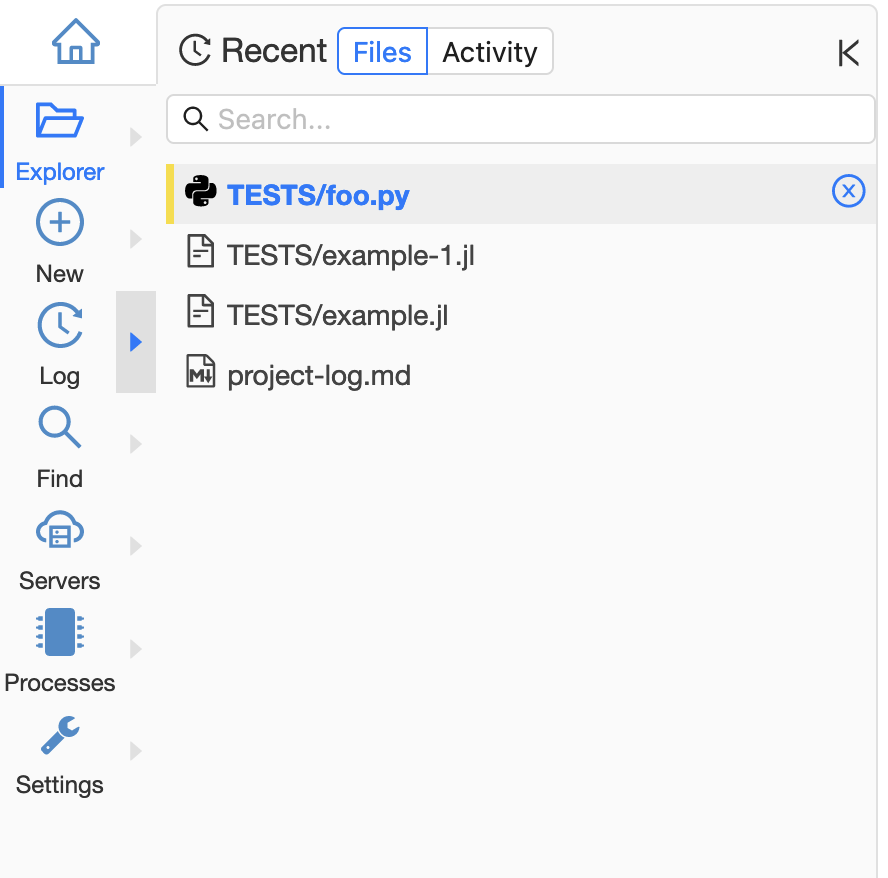 Recent Files Activity
Search...
Explorer
TESTS/foo.py
TESTS/example-1.jl
TESTS/example.jl
project-log.md
New
Log
Find
Servers
Processes
Settings